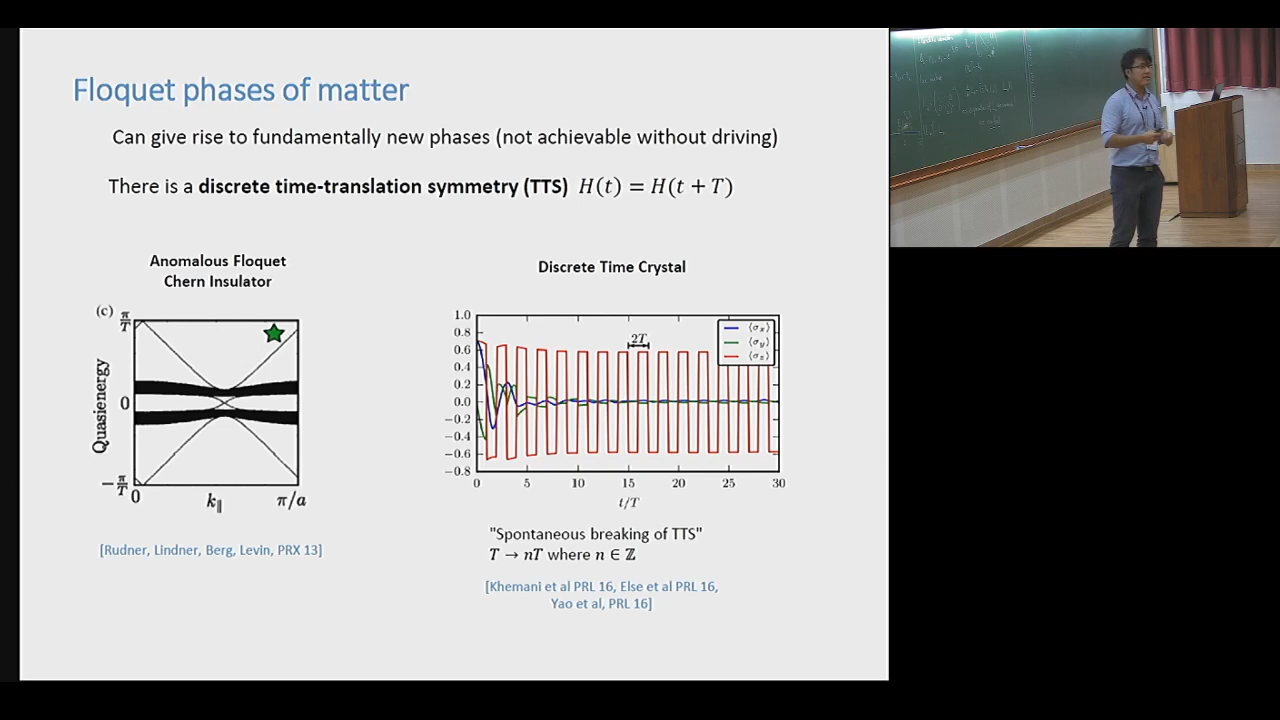 Floquet phases of matter
Can give rise to fundamentally new phases (not achievable without driving)
There is a discrete time-translation symmetry (TTS) H(t) = H(t + T)
Anomalous Floquet
Chern Insulator
(c)
π/T
0
−π/T
Quasienergy
0 k∥ π/a
[Rudner, Lindner, Berg, Levin, PRX 13]
Discrete Time Crystal
1.0
0.8
0.6
0.4
0.2
0.0
−0.2
−0.4
−0.6
−0.8
2T
⟨σx⟩
⟨σy⟩
⟨σz⟩
0 5 10 15 20 25 30
t/T
"Spontaneous breaking of TTS"
T → nT where n ∈ ℤ
[Khemani et al PRL 16, Else et al PRL 16,
Yao et al, PRL 16]